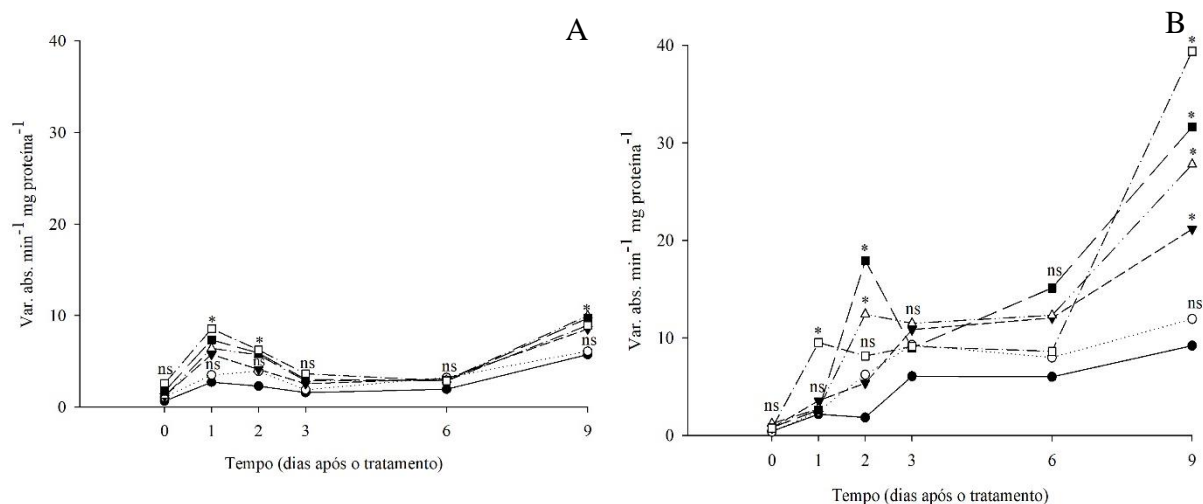 A
40
30
20
10
0
Var. abs. min⁻¹ mg proteína⁻¹
ns
*
ns
*
ns
ns
ns
*
ns
0 1 2 3 6 9
Tempo (dias após o tratamento)
B
40
30
20
10
0
Var. abs. min⁻¹ mg proteína⁻¹
ns
*
ns
*
*
ns
ns
ns
*
*
*
*
ns
0 1 2 3 6 9
Tempo (dias após o tratamento)